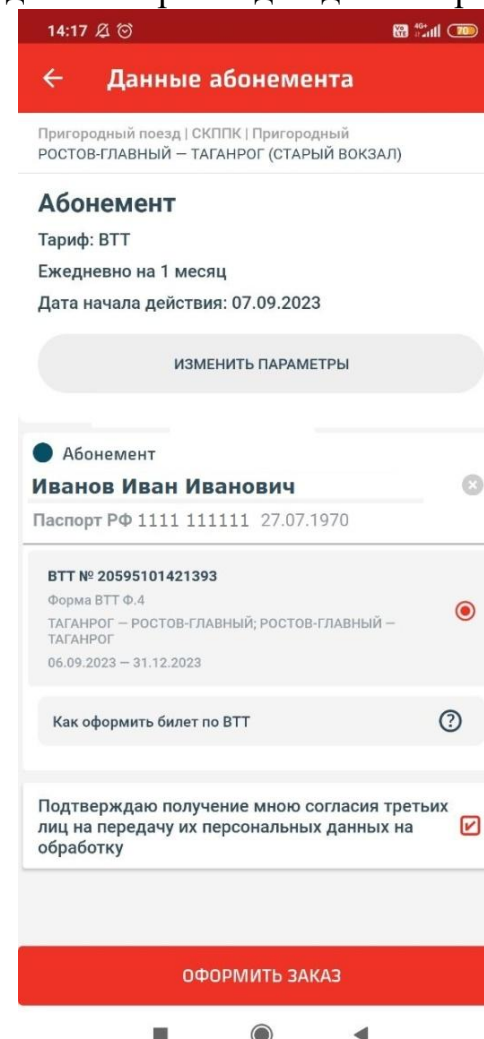 14:17 4G+ 70
Данные абонемента
Пригородный поезд | СКППК | Пригородный
РОСТОВ-ГЛАВНЫЙ — ТАГАНРОГ (СТАРЫЙ ВОКЗАЛ)
Абонемент
Тариф: ВТТ
Ежедневно на 1 месяц
Дата начала действия: 07.09.2023
ИЗМЕНИТЬ ПАРАМЕТРЫ
Абонемент
Иванов Иван Иванович
Паспорт РФ 1111 111111 27.07.1970
ВТТ № 20595101421393
Форма ВТТ Ф.4
ТАГАНРОГ — РОСТОВ-ГЛАВНЫЙ; РОСТОВ-ГЛАВНЫЙ —
ТАГАНРОГ
06.09.2023 — 31.12.2023
Как оформить билет по ВТТ ?
Подтверждаю получение мною согласия третьих
лиц на передачу их персональных данных на
обработку
ОФОРМИТЬ ЗАКАЗ